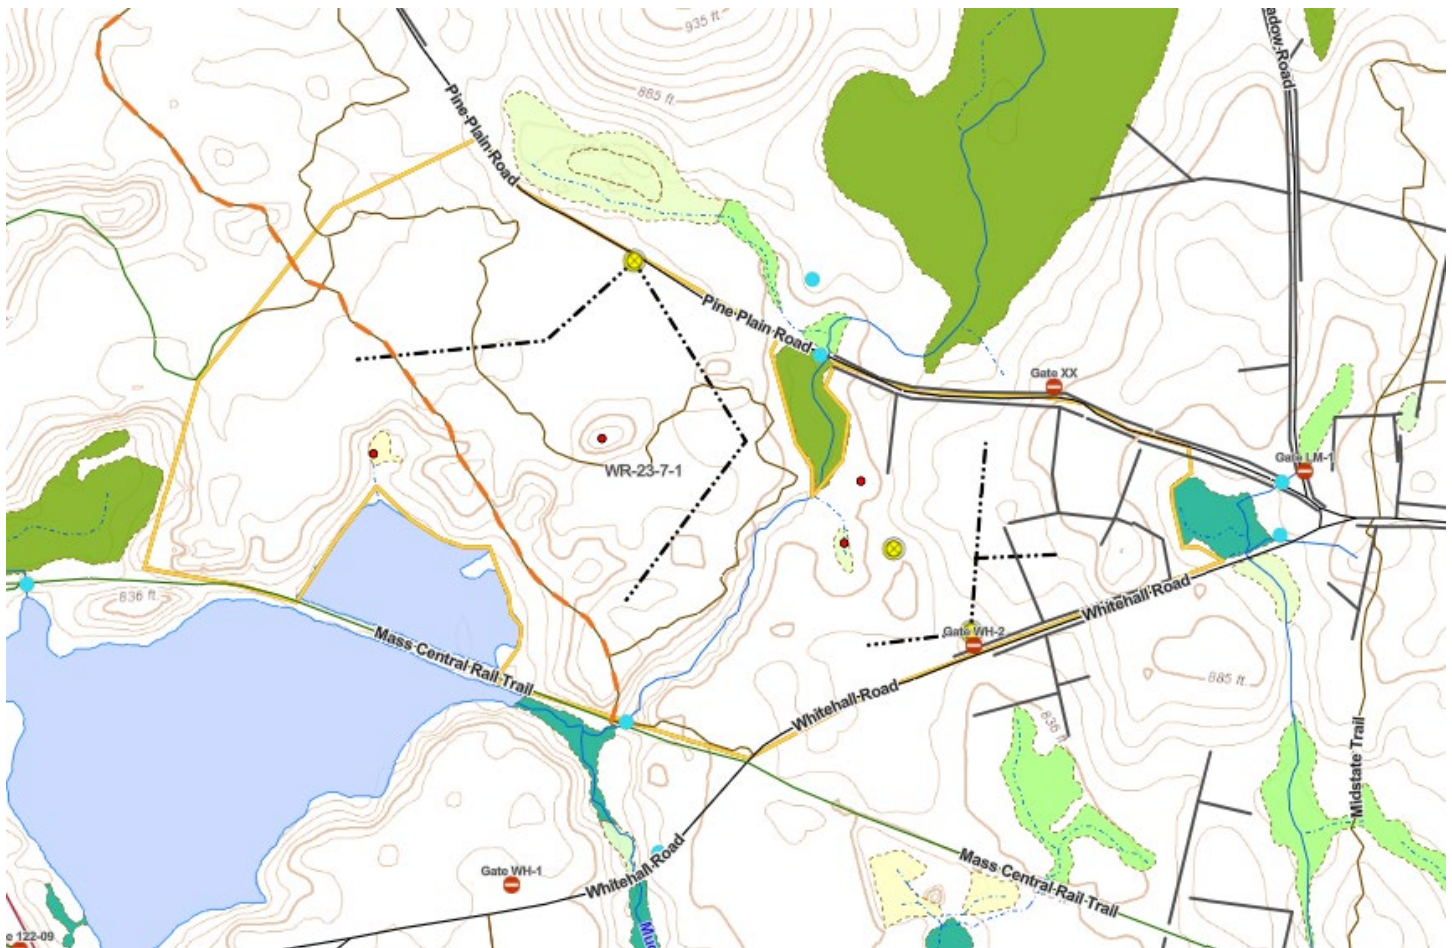 935 ft.
adow Road
885 ft.
Pine Plain Road
Pine Plain Road
Gate XX
Gate LM-1
WR-23-7-1
836 ft.
Mass Central Rail Trail
Whitehall Road
Gate WH-2
885 ft.
Whitehall Road
836 ft
Midstate Trail
Gate WH-1
Whitehall Road
Mass Central Rail Trail
e 122-09
Muc